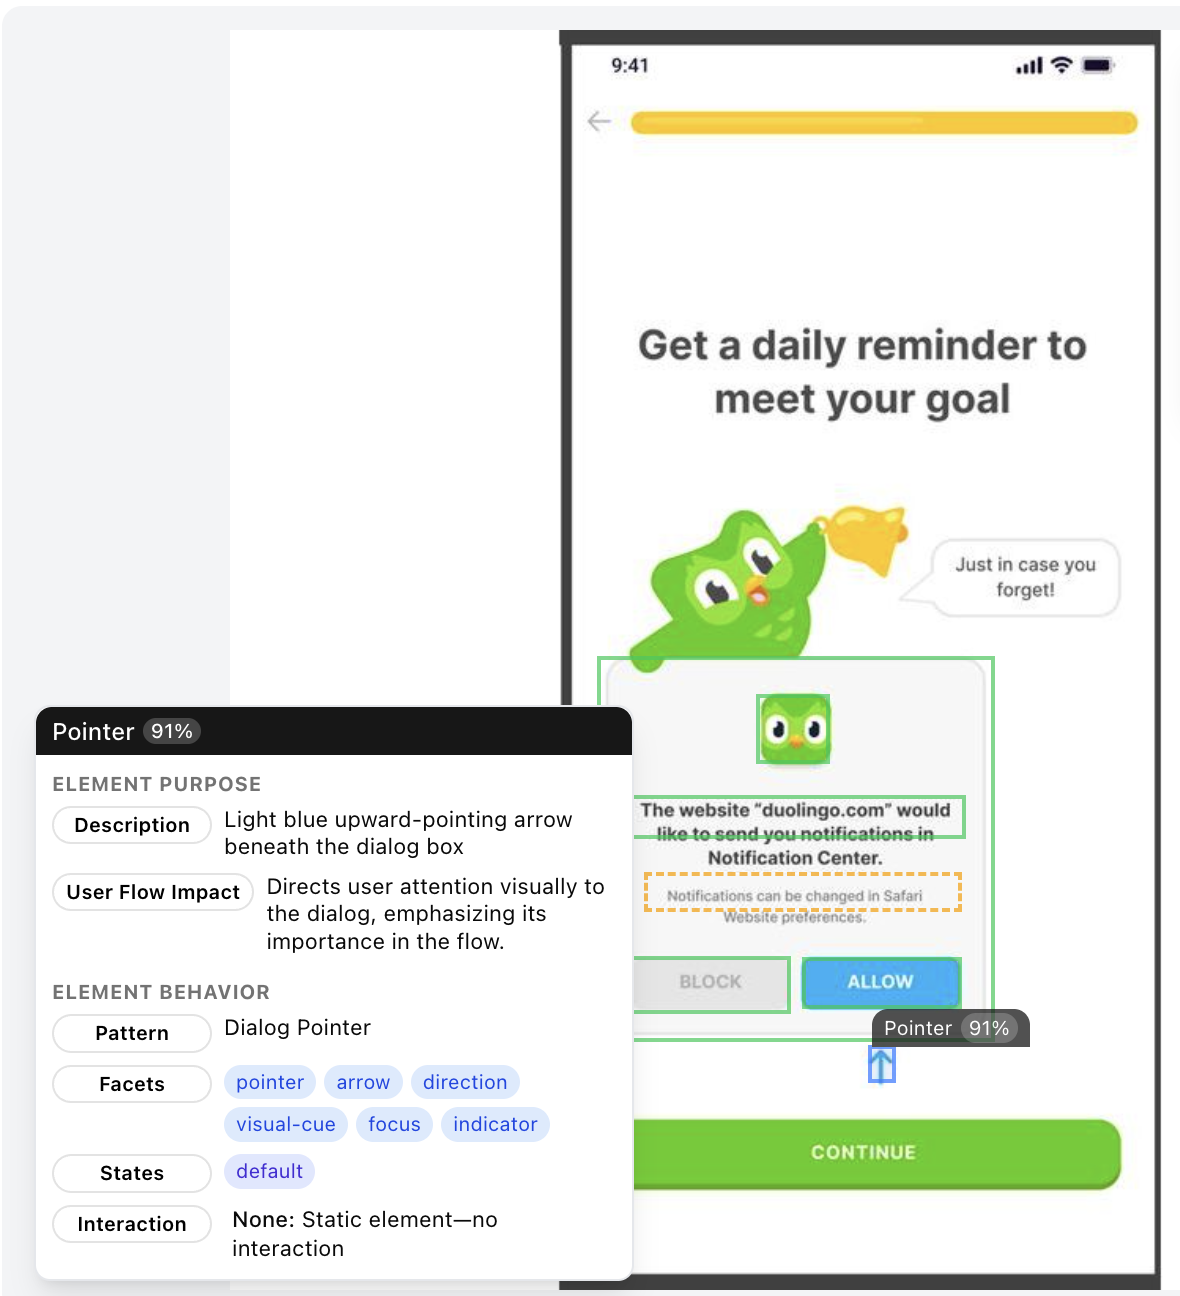 9:41
Get a daily reminder to
meet your goal
Just in case you
forget!
The website “duolingo.com” would
like to send you notifications in
Notification Center.
Notifications can be changed in Safari
Website preferences.
BLOCK
ALLOW
Pointer 91%
CONTINUE
Pointer 91%
ELEMENT PURPOSE
Description Light blue upward-pointing arrow
beneath the dialog box
User Flow Impact Directs user attention visually to
the dialog, emphasizing its
importance in the flow.
ELEMENT BEHAVIOR
Pattern Dialog Pointer
Facets pointer arrow direction
visual-cue focus indicator
States default
Interaction None: Static element—no
interaction